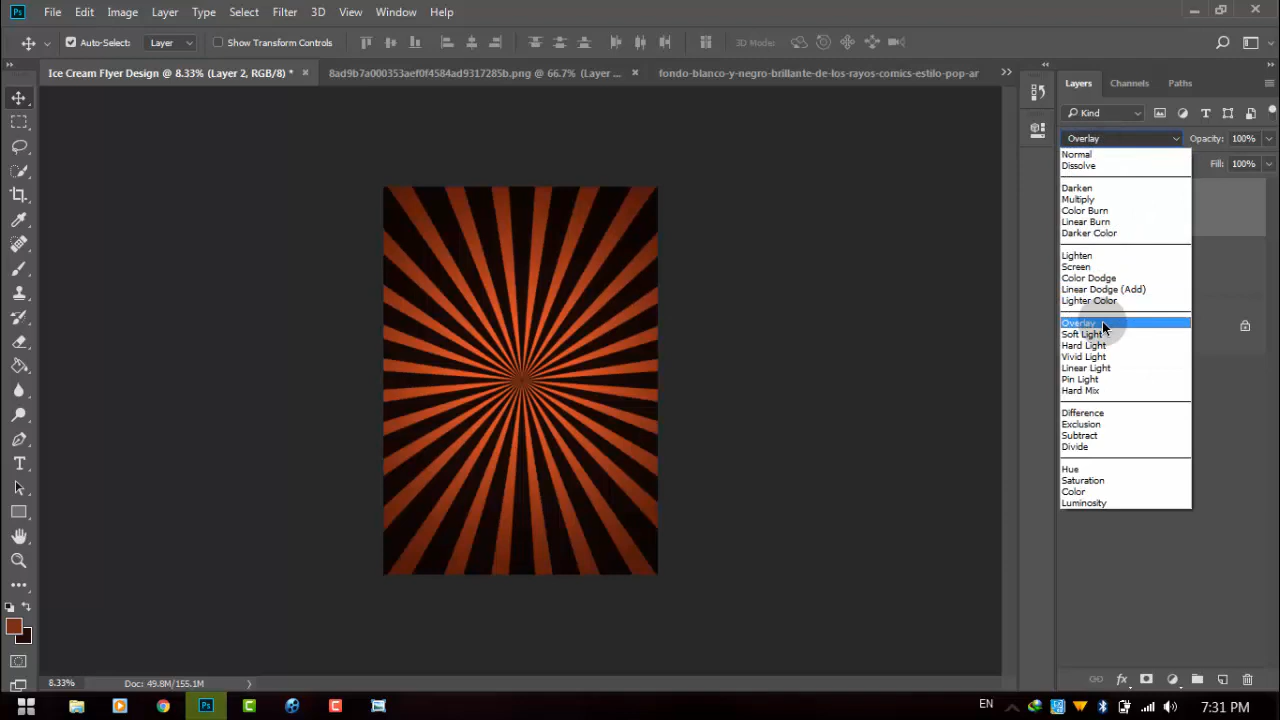 Ps File Edit Image Layer Type Select Filter 3D View Window Help
Auto-Select: Layer Show Transform Controls 3D Mode:
Ice Cream Flyer Design @ 8.33% (Layer 2, RGB/8) * × 8ad9b7a000353aef0f4584ad9317285b.png @ 66.7% (Layer ... × fondo-blanco-y-negro-brillante-de-los-rayos-comics-estilo-pop-ar
Layers Channels Paths
Kind
Overlay Opacity: 100%
Normal
Dissolve
Fill: 100%
Darken
Multiply
Color Burn
Linear Burn
Darker Color
Lighten
Screen
Color Dodge
Linear Dodge (Add)
Lighter Color
Overlay
Soft Light
Hard Light
Vivid Light
Linear Light
Pin Light
Hard Mix
Difference
Exclusion
Subtract
Divide
Hue
Saturation
Color
Luminosity
8.33% Doc: 49.8M/155.1M
fx
Ps EN 7:31 PM